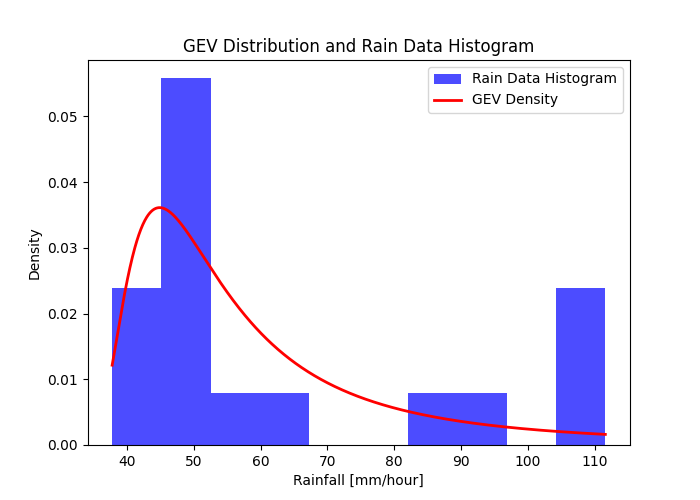 GEV Distribution and Rain Data Histogram
Rain Data Histogram
GEV Density
Density
0.05
0.04
0.03
0.02
0.01
0.00
40 50 60 70 80 90 100 110
Rainfall [mm/hour]